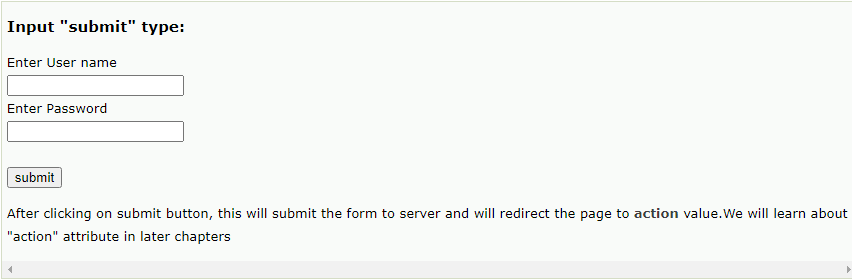 Input "submit" type:
Enter User name
Enter Password
submit
After clicking on submit button, this will submit the form to server and will redirect the page to action value.We will learn about
"action" attribute in later chapters